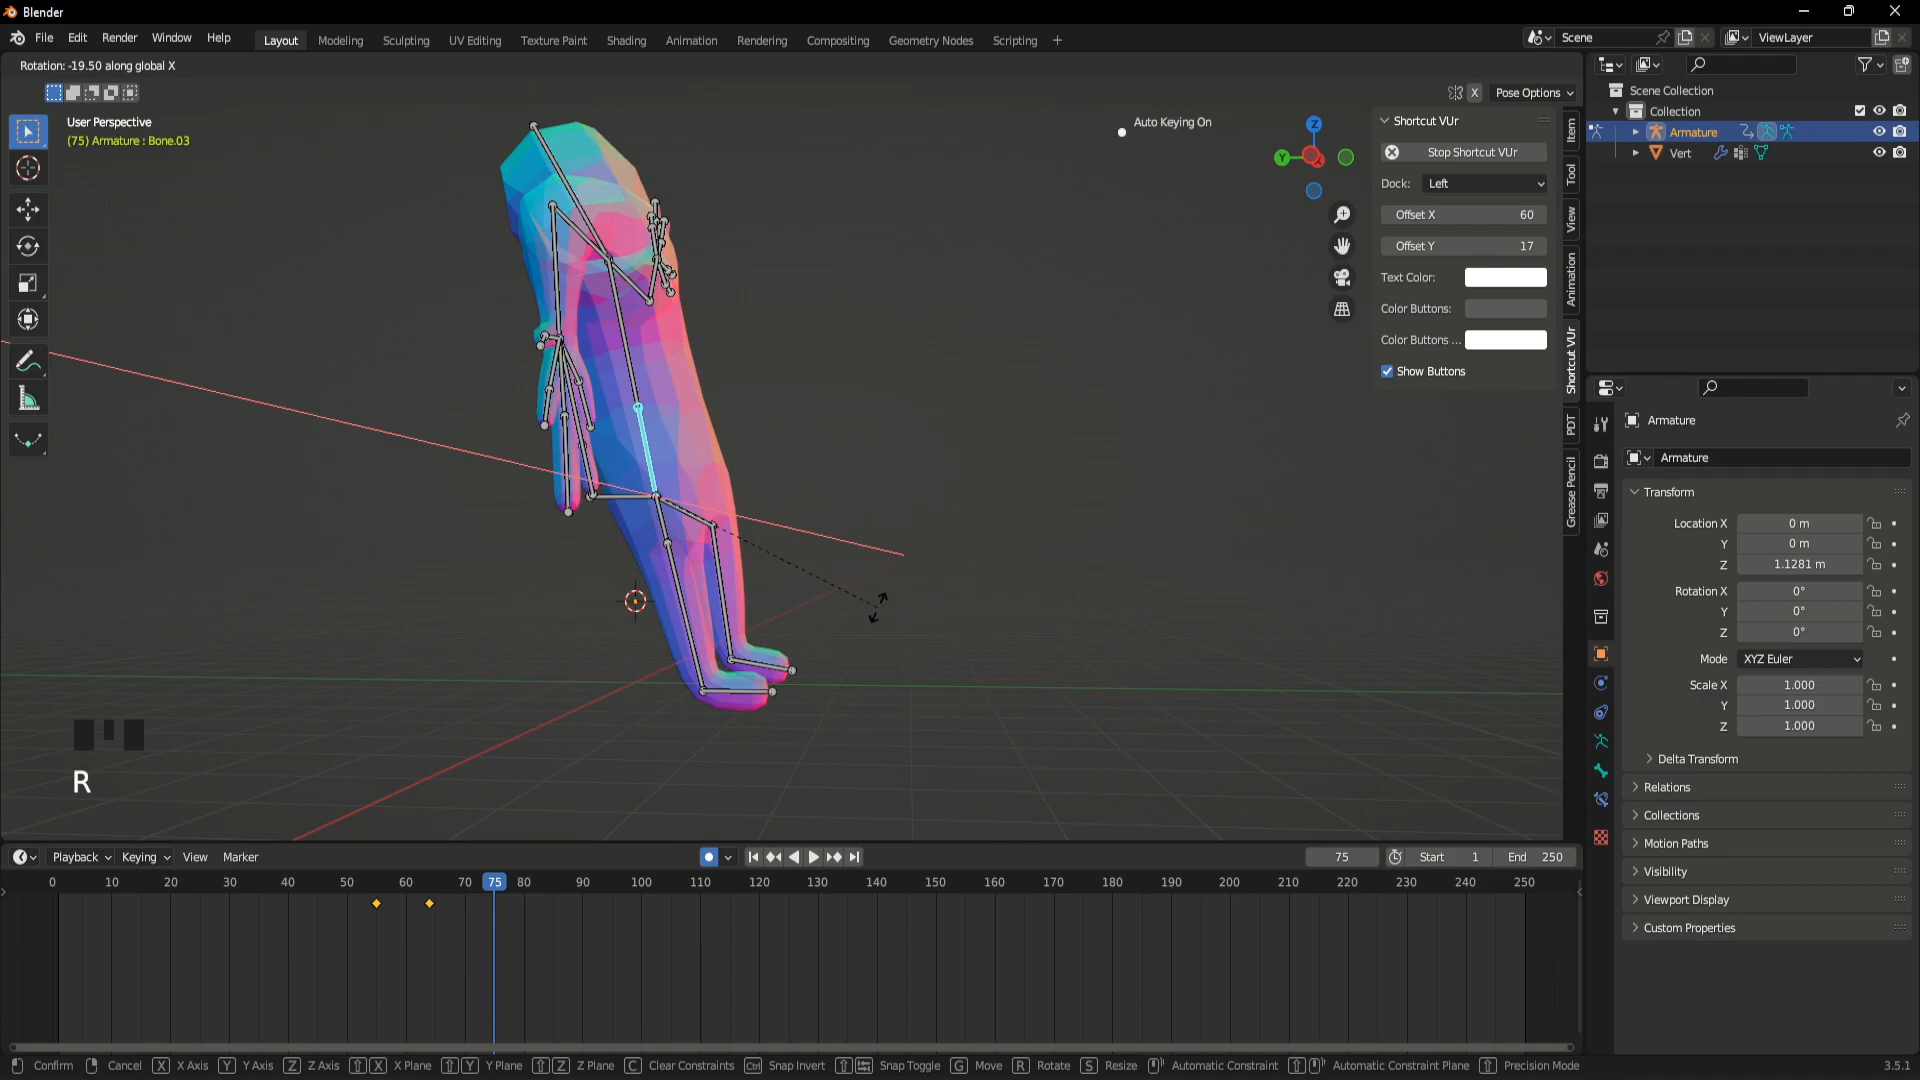 Blender
File Edit Render Window Help
Layout Modeling Sculpting UV Editing Texture Paint Shading Animation Rendering Compositing Geometry Nodes Scripting +
Scene
ViewLayer
Rotation: -19.50 along global X
X Pose Options
User Perspective
(75) Armature : Bone.03
Auto Keying On
Z
Y
X
Shortcut VUr
Stop Shortcut VUr
Dock: Left
Offset X 60
Offset Y 17
Text Color:
Color Buttons:
Color Buttons ...
Show Buttons
Item
Tool
View
Animation
Shortcut VUr
PDT
Grease Pencil
Scene Collection
Collection
Armature
Vert
Armature
Armature
Transform
Location X 0 m
Y 0 m
Z 1.1281 m
Rotation X 0°
Y 0°
Z 0°
Mode XYZ Euler
Scale X 1.000
Y 1.000
Z 1.000
Delta Transform
Relations
Collections
Motion Paths
Visibility
Viewport Display
Custom Properties
R
Playback Keying View Marker
75 Start 1 End 250
0 10 20 30 40 50 60 70 75 80 90 100 110 120 130 140 150 160 170 180 190 200 210 220 230 240 250
Confirm Cancel X X Axis Y Y Axis Z Z Axis X X Plane Y Y Plane Z Z Plane C Clear Constraints Ctrl Snap Invert Snap Toggle G Move R Rotate S Resize Automatic Constraint Automatic Constraint Plane Precision Mode 3.5.1